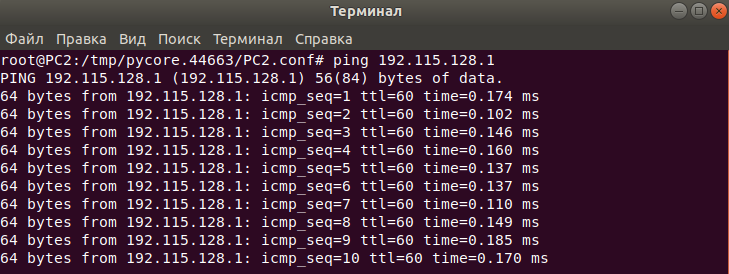 Терминал
Файл Правка Вид Поиск Терминал Справка
root@PC2:/tmp/pycore.44663/PC2.conf# ping 192.115.128.1
PING 192.115.128.1 (192.115.128.1) 56(84) bytes of data.
64 bytes from 192.115.128.1: icmp_seq=1 ttl=60 time=0.174 ms
64 bytes from 192.115.128.1: icmp_seq=2 ttl=60 time=0.102 ms
64 bytes from 192.115.128.1: icmp_seq=3 ttl=60 time=0.146 ms
64 bytes from 192.115.128.1: icmp_seq=4 ttl=60 time=0.160 ms
64 bytes from 192.115.128.1: icmp_seq=5 ttl=60 time=0.137 ms
64 bytes from 192.115.128.1: icmp_seq=6 ttl=60 time=0.137 ms
64 bytes from 192.115.128.1: icmp_seq=7 ttl=60 time=0.110 ms
64 bytes from 192.115.128.1: icmp_seq=8 ttl=60 time=0.149 ms
64 bytes from 192.115.128.1: icmp_seq=9 ttl=60 time=0.185 ms
64 bytes from 192.115.128.1: icmp_seq=10 ttl=60 time=0.170 ms